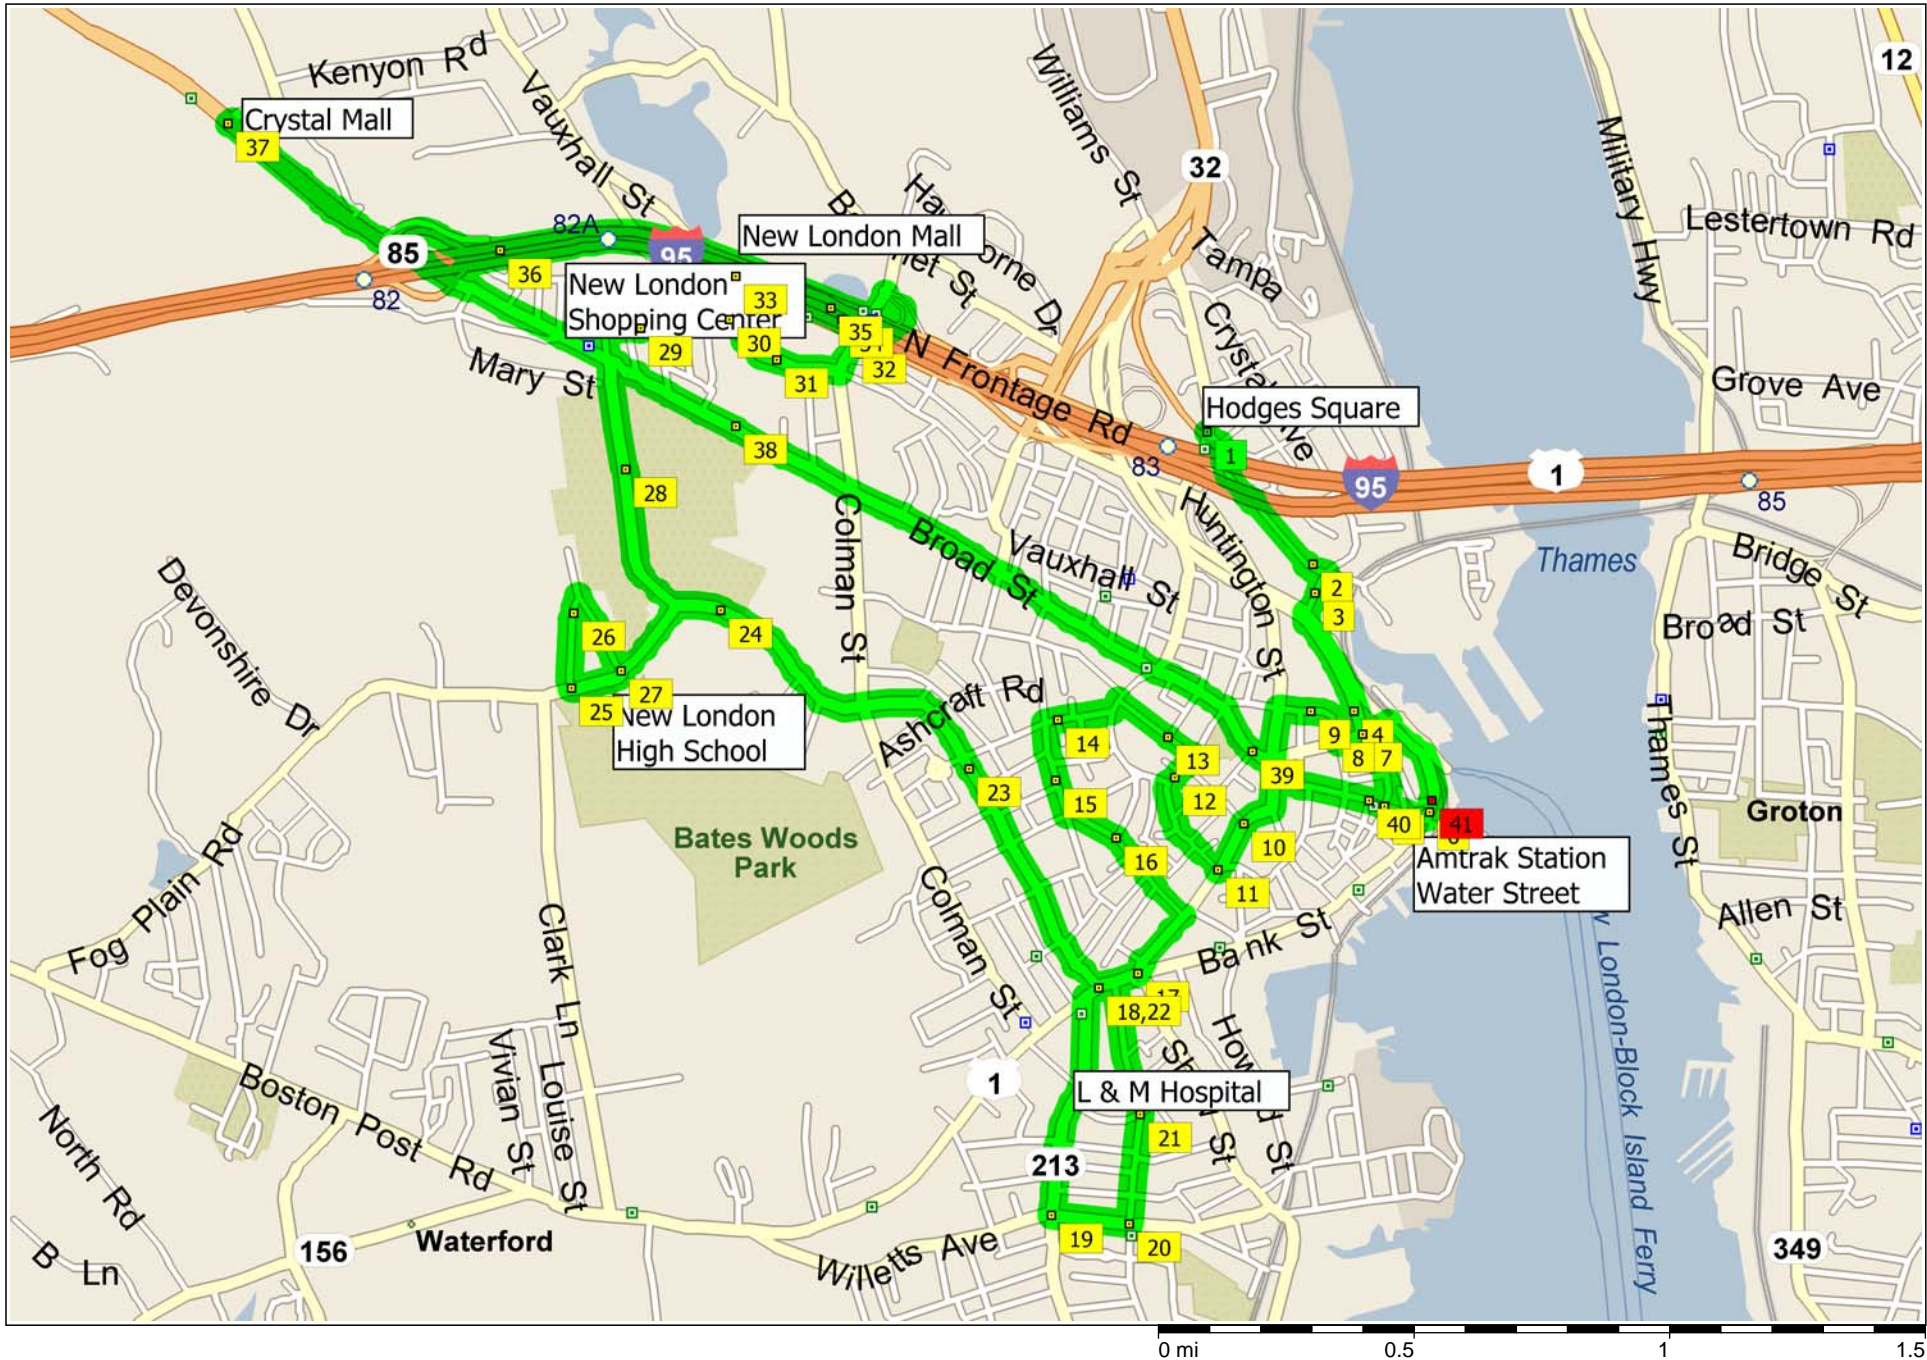 Kenyon Rd
12
Crystal Mall
37
Vauxhall St
Williams St
32
Military Hwy
Lestertown Rd
82A
85
95
New London Mall
Hawthorne Dr
Tampa
36
82
New London
Shopping Center
33
35
30
29
31
32
N Frontage Rd
Mary St
Hodges Square
Grove Ave
1
83
95
1
85
38
28
Colman St
Broad St
Vauxhall St
Huntington St
Thames
Bridge St
Broad St
2
3
Devonshire Dr
26
24
27
25
New London
High School
Ashcraft Rd
14
13
9
4
8
7
39
12
15
23
40
41
10
16
11
Amtrak Station
Water Street
Thames St
Groton
Allen St
Bates Woods
Park
Fog Plain Rd
Clark Ln
Colman St
Bank St
17
18,22
1
L & M Hospital
Howard St
21
213
19
20
Vivian St
Louise St
Boston Post Rd
North Rd
B Ln
156
Waterford
Willetts Ave
London-Block Island Ferry
349
0 mi 0.5 1 1.5